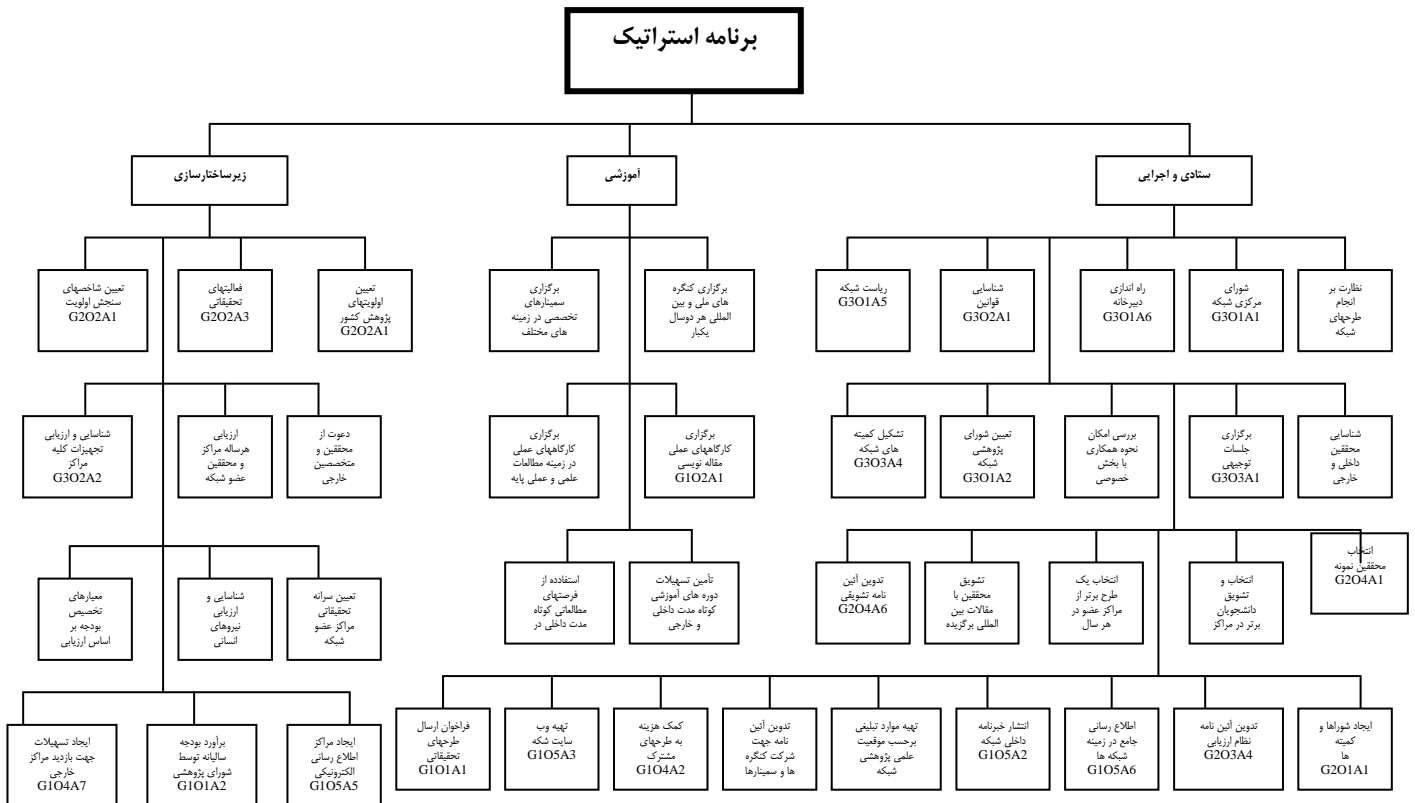 برنامه استراتیک
ستادی و اجرایی
آموزشی
زیرساختارسازی
نظارت بر
انجام
طرحهای
شبکه
شورای
مرکزی شبکه
G3O1A1
راه اندازی
دبیرخانه
G3O1A6
شناسایی
قوانین
G3O2A1
ریاست شبکه
G3O1A5
برگزاری کنگره
های ملی و بین
المللی هر دوسال
یکبار
برگزاری
سمینارهای
تخصصی در زمینه
های مختلف
تعیین
اولویتهای
پژوهش کشور
G2O2A1
فعالیتهای
تحقیقاتی
G2O2A3
تعیین شاخصهای
سنجش اولویت
G2O2A1
شناسایی
محققین
داخلی و
خارجی
برگزاری
جلسات
توجیهی
G3O3A1
بررسی امکان
نحوه همکاری
با بخش
خصوصی
تعیین شورای
پژوهشی
شبکه
G3O1A2
تشکیل کمیته
های شبکه
G3O3A4
برگزاری
کارگاههای عملی
مقاله نویسی
G1O2A1
برگزاری
کارگاههای عملی
در زمینه مطالعات
علمی و عملی پایه
دعوت از
محققین و
متخصصین
خارجی
ارزیابی
هرساله مراکز
و محققین
عضو شبکه
شناسایی و ارزیابی
تجهیزات کلیه
مراکز
G3O2A2
انتخاب
محققین نمونه
G2O4A1
انتخاب و
تشویق
دانشجویان
برتر در مراکز
انتخاب یک
طرح برتر از
مراکز عضو در
هر سال
تشویق
محققین با
مقالات بین
المللی برگزیده
تدوین آئین
نامه تشویقی
G2O4A6
تأمین تسهیلات
دوره های آموزشی
کوتاه مدت داخلی
و خارجی
استفادده از
فرصتهای
مطالعاتی کوتاه
مدت داخلی در
تعیین سرانه
تحقیقاتی
مراکز عضو
شبکه
شناسایی و
ارزیابی
نیروهای
انسانی
معیارهای
تخصیص
بودجه بر
اساس ارزیابی
ایجاد شوراها و
کمیته
ها
G2O1A1
تدوین آئین نامه
نظام ارزیابی
G2O3A4
اطلاع رسانی
جامع در زمینه
شبکه ها
G1O5A6
انتشار خبرنامه
داخلی شبکه
G1O5A2
تهیه موارد تبلیغی
برحسب موقعیت
علمی پژوهشی
شبکه
تدوین آئین
نامه جهت
شرکت کنگره
ها و سمینارها
کمک هزینه
به طرحهای
مشترک
G1O4A2
تهیه وب
سایت شکه
G1O5A3
فراخوان ارسال
طرحهای
تحقیقاتی
G1O1A1
ایجاد مراکز
اطلاع رسانی
الکترونیکی
G1O5A5
برآورد بودجه
سالیانه توسط
شورای پژوهشی
G1O1A2
ایجاد تسهیلات
جهت بازدید مراکز
خارجی
G1O4A7